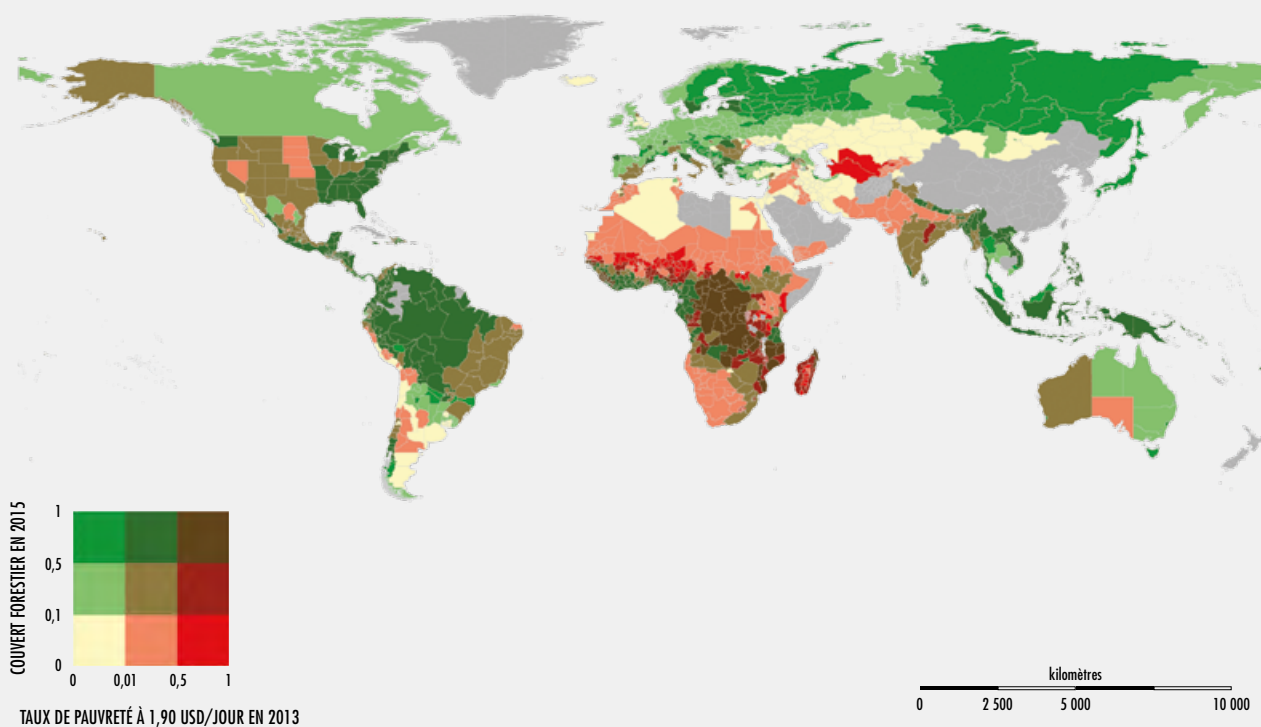 COUVERT FORESTIER EN 2015
1
0,5
0,1
0
0 0,01 0,5 1
TAUX DE PAUVRETÉ À 1,90 USD/JOUR EN 2013
kilomètres
0 2 500 5 000 10 000